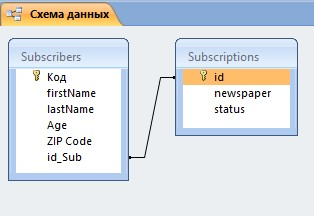 Схема данных
Subscribers
Код
firstName
lastName
Age
ZIP Code
id_Sub
Subscriptions
id
newspaper
status